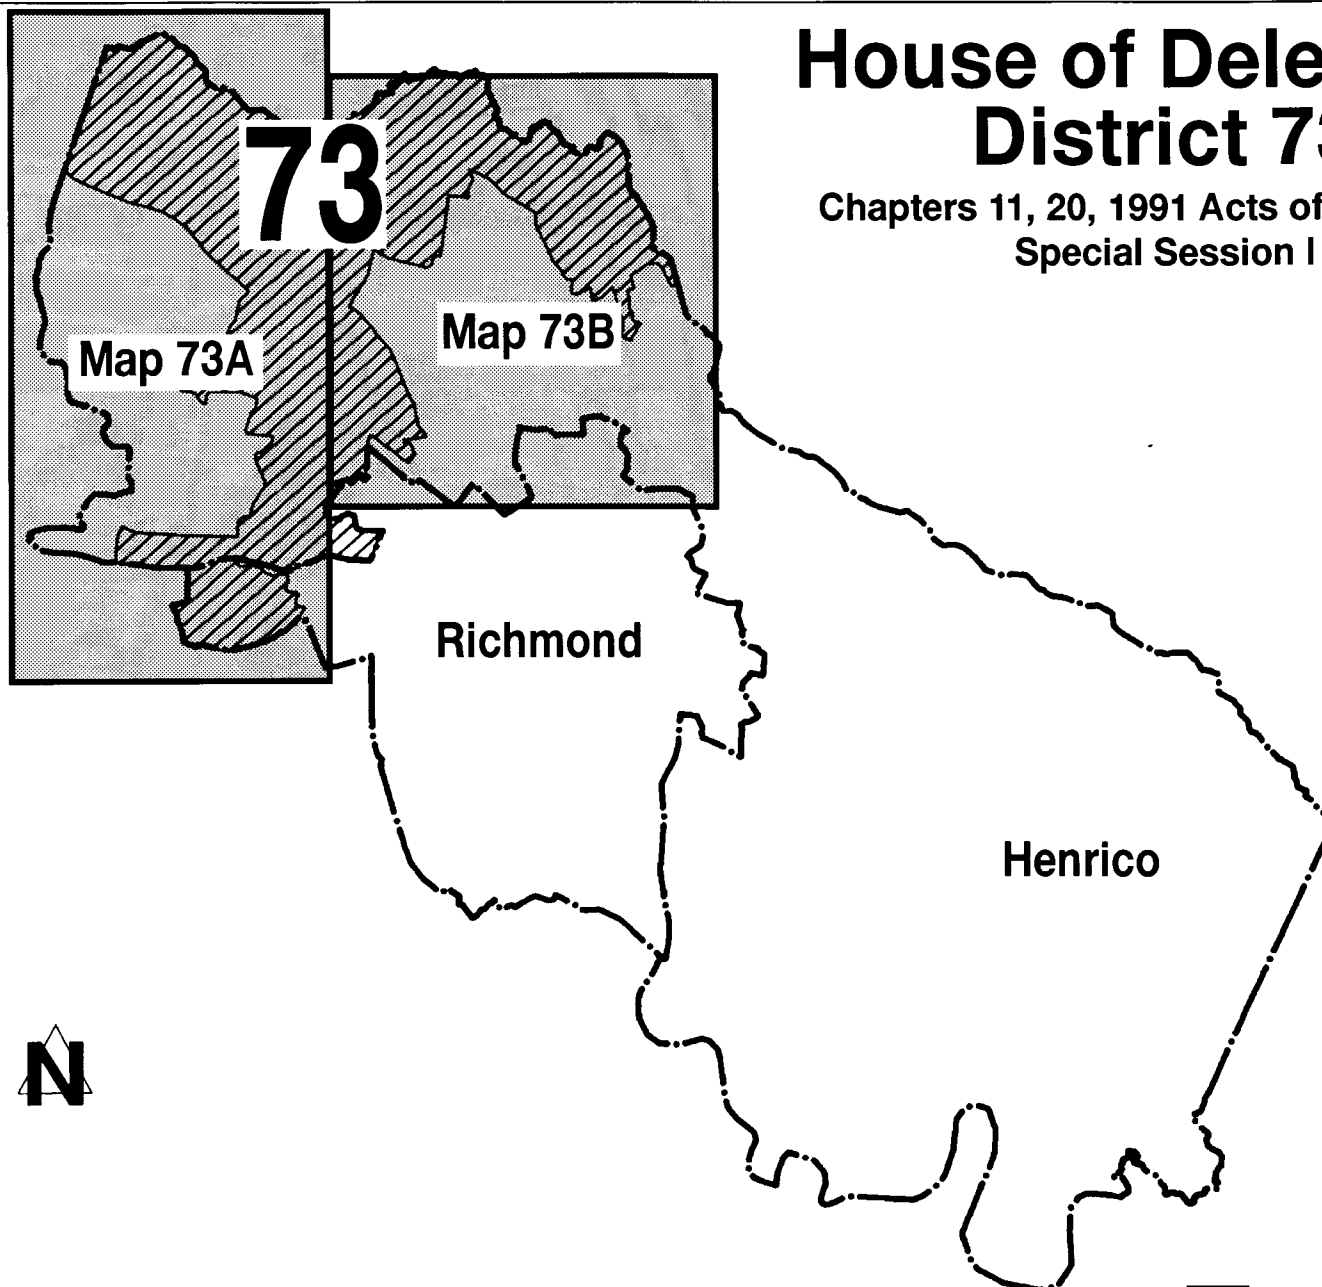 House of Dele
District 73
Chapters 11, 20, 1991 Acts of
Special Session I
73
Map 73A
Map 73B
Richmond
Henrico
N